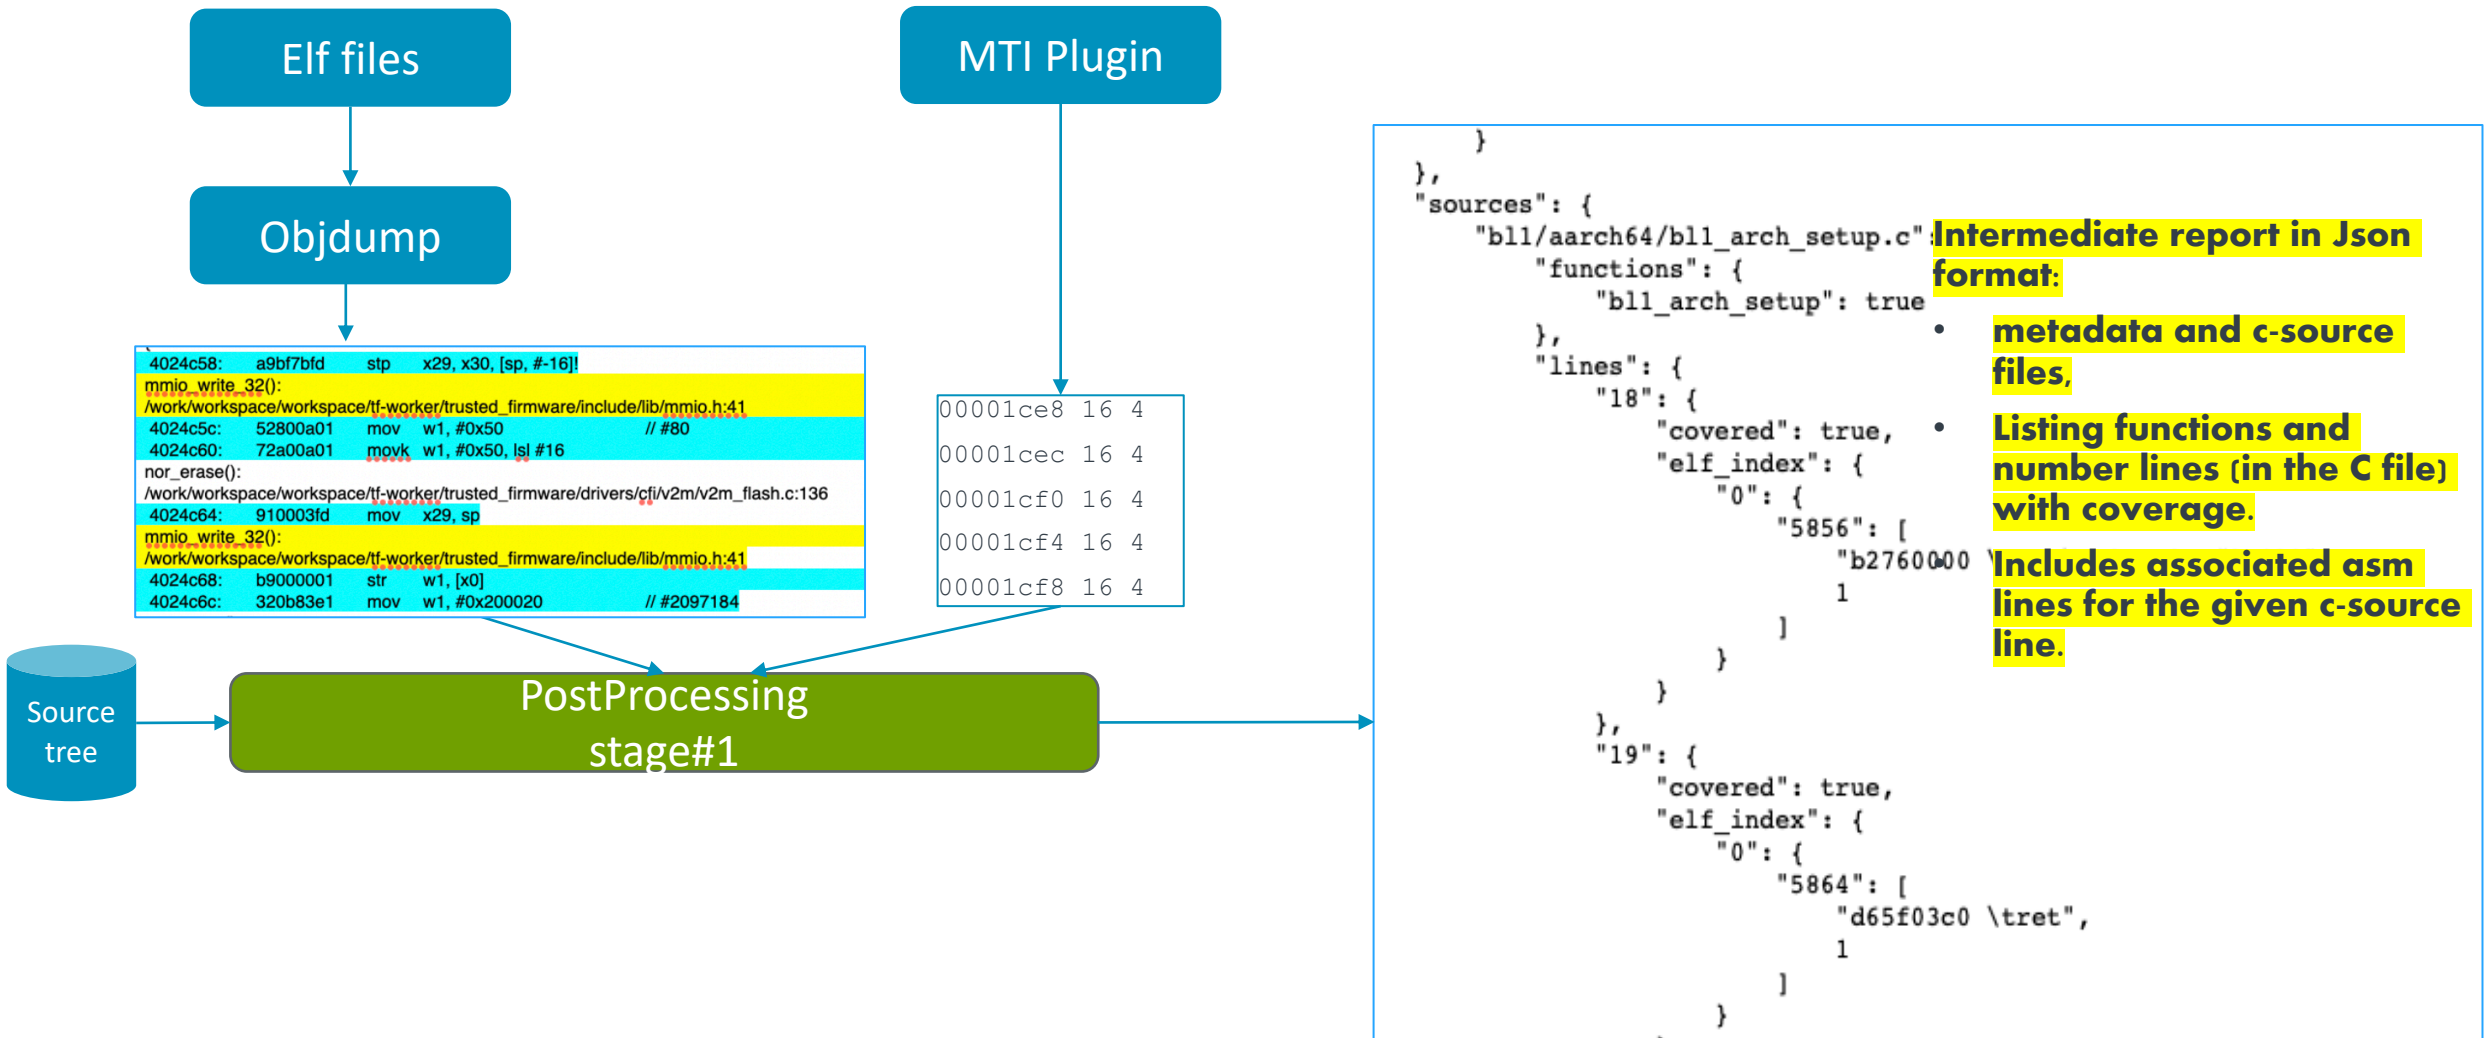 Elf files
MTI Plugin
Objdump
4024c58: a9bf7bfd stp x29, x30, [sp, #-16]!
mmio_write_32():
/work/workspace/workspace/tf-worker/trusted_firmware/include/lib/mmio.h:41
4024c5c: 52800a01 mov w1, #0x50 // #80
4024c60: 72a00a01 movk w1, #0x50, lsl #16
nor_erase():
/work/workspace/workspace/tf-worker/trusted_firmware/drivers/cfi/v2m/v2m_flash.c:136
4024c64: 910003fd mov x29, sp
mmio_write_32():
/work/workspace/workspace/tf-worker/trusted_firmware/include/lib/mmio.h:41
4024c68: b9000001 str w1, [x0]
4024c6c: 320b83e1 mov w1, #0x200020 // #2097184
00001ce8 16 4
00001cec 16 4
00001cf0 16 4
00001cf4 16 4
00001cf8 16 4
Source
tree
PostProcessing
stage#1
}
},
"sources": {
"bl1/aarch64/bl1_arch_setup.c"
"functions": {
"bl1_arch_setup": true
},
"lines": {
"18": {
"covered": true,
"elf_index": {
"0": {
"5856": [
"b2760000 \
1
]
}
}
},
"19": {
"covered": true,
"elf_index": {
"0": {
"5864": [
"d65f03c0 \tret",
1
]
}
Intermediate report in Json
format:
• metadata and c-source
files,
• Listing functions and
number lines (in the C file)
with coverage.
• Includes associated asm
lines for the given c-source
line.